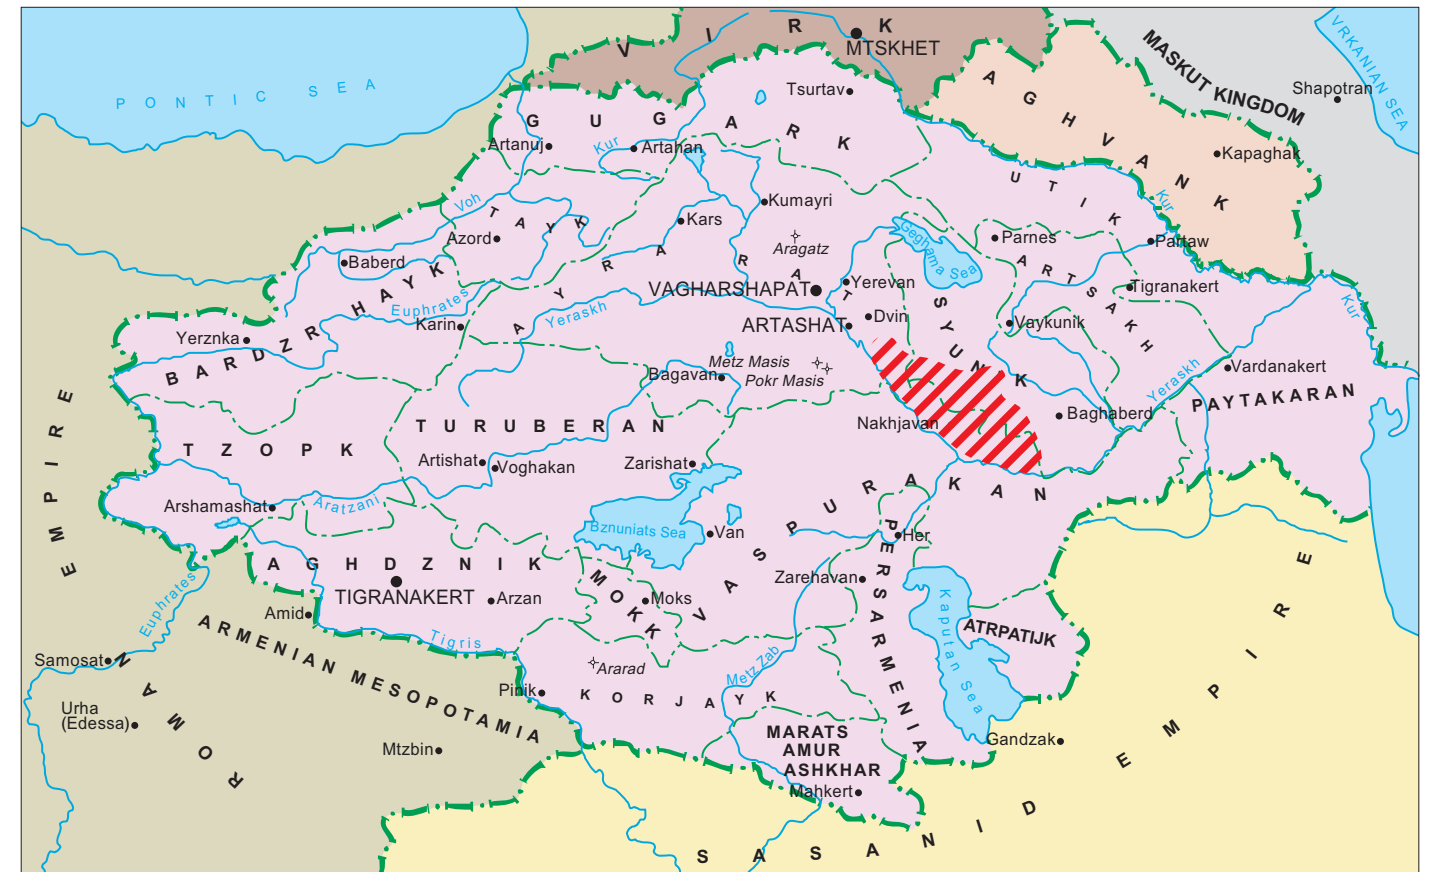 VIRK
MTSKHET
MASKUT KINGDOM
VRKANIAN SEA
PONTIC SEA
Tsurtav
Shapotran
AGHVANK
GUGARK
Artanuj
Kur
Artahan
Kapaghak
UTIK
Kur
Voh
TAYK
Kumayri
Kars
Azord
Aragatz
Geghama Sea
Parnes
Partaw
Baberd
ARTSAKH
AYRARAT
Yerevan
Tigranakert
VAGHARSHAPAT
Euphrates
BARDZR HAYK
Karin
Yeraskh
Dvin
ARTASHAT
SYUNK
Vaykunik
Kur
Yerznka
Metz Masis
Pokr Masis
Bagavan
Yeraskh
Vardanakert
PAYTAKARAN
Baghaberd
Nakhjavan
TURUBERAN
TZOPK
Artishat
Voghakan
Zarishat
Arshamashat
Aratzani
VASPURAKAN
Bznuniats Sea
Van
Her
PERSARMENIA
AGHDZNIK
TIGRANAKERT
Arzan
MOKK
Moks
Zarehavan
Kaputan Sea
ATRPATIJK
Euphrates
Amid
Tigris
ARMENIAN MESOPOTAMIA
Samosat
Ararad
Metz Zab
Pinik
KORJAYK
Urha
(Edessa)
Mtzbin
MARATS
AMUR
ASHKHAR
Mahkert
Gandzak
ROMAN EMPIRE
SASANID EMPIRE